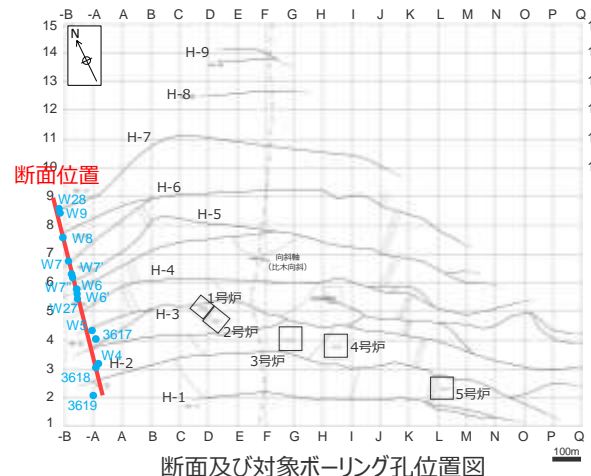 15
N
14
H-9
13
H-8
12
11
H-7
10
断面位置
9
H-6
W28
W9
H-5
8
W8
7
W7
W7'
向斜軸
(比木向斜)
6
H-4
W7"
W6
W6'
W27
5
H-3
1号炉
W5
3617
2号炉
4
3号炉
4号炉
W4
H-2
3
3618
5号炉
2
3619
H-1
1
-B -A A B C D E F G H I J K L M N O P Q
-B -A A B C D E F G H I J K L M N O P Q
100m
断面及び対象ボーリング孔位置図